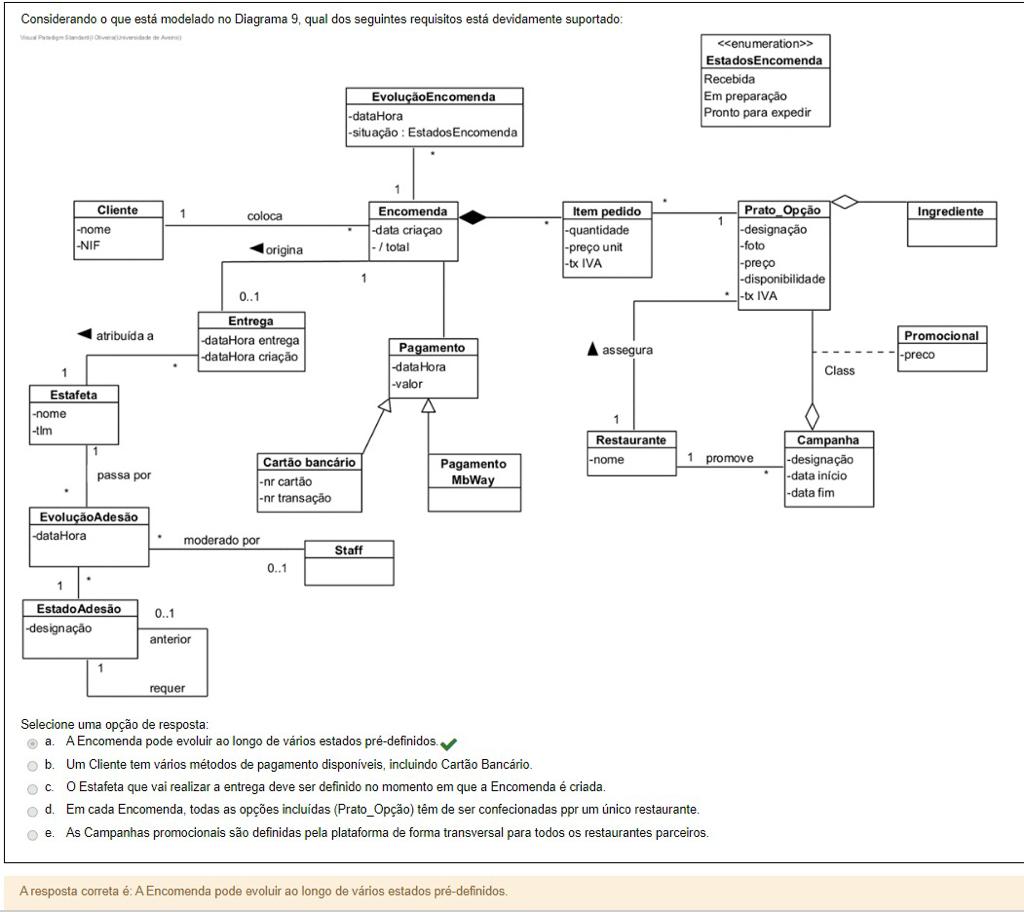 Considerando o que está modelado no Diagrama 9, qual dos seguintes requisitos está devidamente suportado:
Visual Paradigm Standard(I Oliveira(Universidade de Aveiro))
<<enumeration>>
EstadosEncomenda
Recebida
Em preparação
Pronto para expedir
EvoluçãoEncomenda
-dataHora
-situação : EstadosEncomenda
*
1
Cliente
-nome
-NIF
1
coloca
*
Encomenda
-data criaçao
- / total
*
Item pedido
-quantidade
-preço unit
-tx IVA
*
1
Prato_Opção
-designação
-foto
-preço
-disponibilidade
-tx IVA
Ingrediente
origina
1
0..1
Entrega
-dataHora entrega
-dataHora criação
atribuída a
1
*
Estafeta
-nome
-tlm
Pagamento
-dataHora
-valor
*
assegura
1
Promocional
-preco
Class
Restaurante
-nome
1 promove
*
Campanha
-designação
-data início
-data fim
Cartão bancário
-nr cartão
-nr transação
Pagamento
MbWay
1
passa por
*
EvoluçãoAdesão
-dataHora
*
moderado por
0..1
Staff
1
*
EstadoAdesão
-designação
0..1
anterior
1
requer
Selecione uma opção de resposta:
a. A Encomenda pode evoluir ao longo de vários estados pré-definidos.
b. Um Cliente tem vários métodos de pagamento disponíveis, incluindo Cartão Bancário.
c. O Estafeta que vai realizar a entrega deve ser definido no momento em que a Encomenda é criada.
d. Em cada Encomenda, todas as opções incluídas (Prato_Opção) têm de ser confecionadas ppr um único restaurante.
e. As Campanhas promocionais são definidas pela plataforma de forma transversal para todos os restaurantes parceiros.
A resposta correta é: A Encomenda pode evoluir ao longo de vários estados pré-definidos.